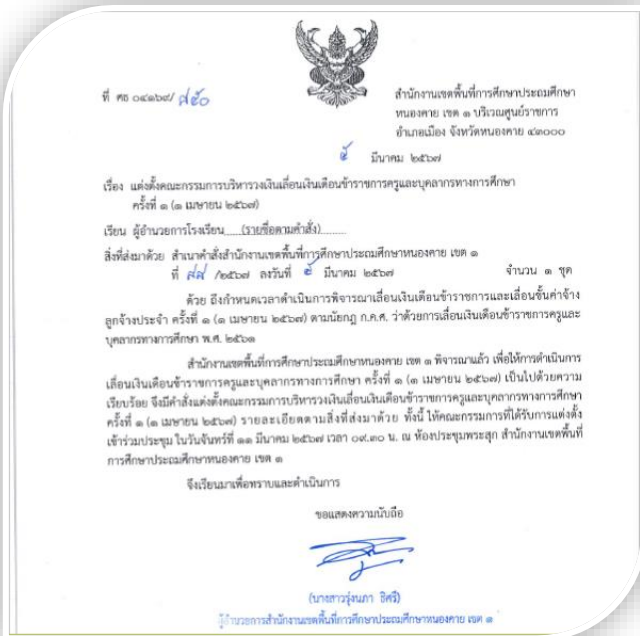 ที่ ศธ ๐๔๑๖๙/
สำนักงานเขตพื้นที่การศึกษาประถมศึกษา
หนองคาย เขต ๑ บริเวณศูนย์ราชการ
อำเภอเมือง จังหวัดหนองคาย ๔๓๐๐๐
มีนาคม ๒๕๖๗
เรื่อง แต่งตั้งคณะกรรมการบริหารวงเงินเลื่อนเงินเดือนข้าราชการครูและบุคลากรทางการศึกษา
ครั้งที่ ๑ (๑ เมษายน ๒๕๖๗)
เรียน ผู้อำนวยการโรงเรียน......(รายชื่อตามคำสั่ง).........
สิ่งที่ส่งมาด้วย สำเนาคำสั่งสำนักงานเขตพื้นที่การศึกษาประถมศึกษาหนองคาย เขต ๑
ที่ /๒๕๖๗ ลงวันที่ มีนาคม ๒๕๖๗ จำนวน ๑ ชุด
ด้วย ถึงกำหนดเวลาดำเนินการพิจารณาเลื่อนเงินเดือนข้าราชการและเลื่อนขั้นค่าจ้าง
ลูกจ้างประจำ ครั้งที่ ๑ (๑ เมษายน ๒๕๖๗) ตามนัยกฎ ก.ค.ศ. ว่าด้วยการเลื่อนเงินเดือนข้าราชการครูและ
บุคลากรทางการศึกษา พ.ศ. ๒๕๖๑
สำนักงานเขตพื้นที่การศึกษาประถมศึกษาหนองคาย เขต ๑ พิจารณาแล้ว เพื่อให้การดำเนินการ
เลื่อนเงินเดือนข้าราชการครูและบุคลากรทางการศึกษา ครั้งที่ ๑ (๑ เมษายน ๒๕๖๗) เป็นไปด้วยความ
เรียบร้อย จึงมีคำสั่งแต่งตั้งคณะกรรมการบริหารวงเงินเลื่อนเงินเดือนข้าราชการครูและบุคลากรทางการศึกษา
ครั้งที่ ๑ (๑ เมษายน ๒๕๖๗) รายละเอียดตามสิ่งที่ส่งมาด้วย ทั้งนี้ ให้คณะกรรมการที่ได้รับการแต่งตั้ง
เข้าร่วมประชุม ในวันจันทร์ที่ ๑๑ มีนาคม ๒๕๖๗ เวลา ๐๙.๓๐ น. ณ ห้องประชุมพระสุก สำนักงานเขตพื้นที่
การศึกษาประถมศึกษาหนองคาย เขต ๑
จึงเรียนมาเพื่อทราบและดำเนินการ
ขอแสดงความนับถือ
(นางสาวรุ่งนภา ชิศรี)
ผู้อำนวยการสำนักงานเขตพื้นที่การศึกษาประถมศึกษาหนองคาย เขต ๑